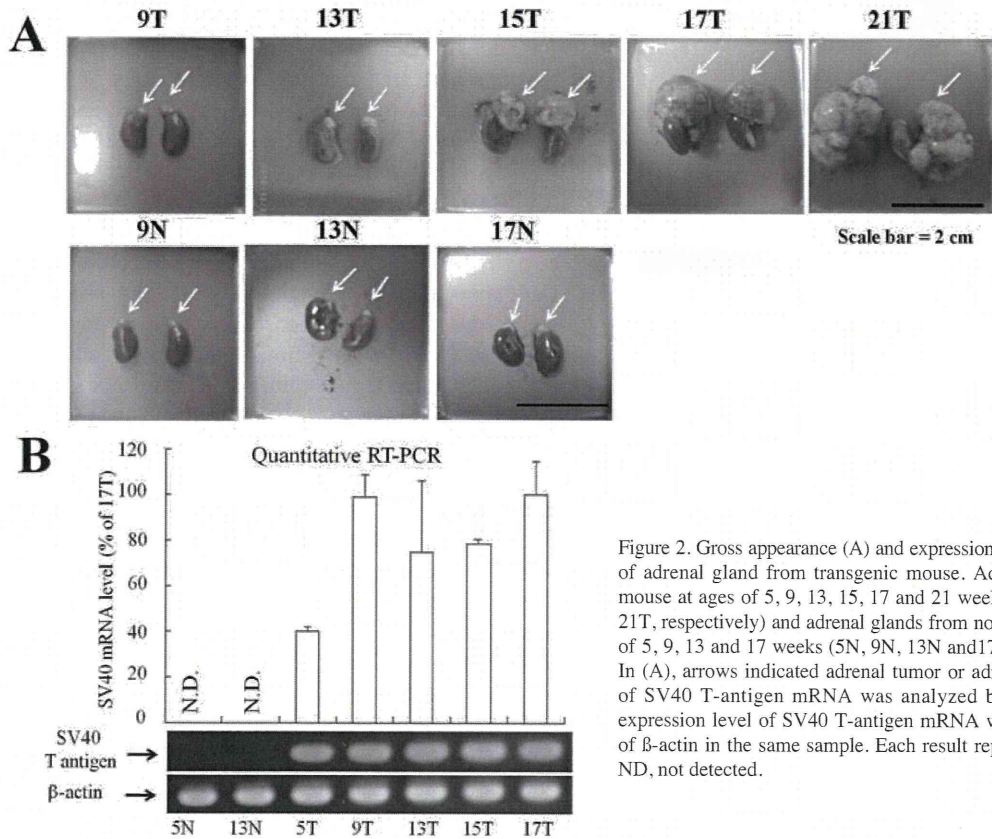 A
9T 13T 15T 17T 21T
9N 13N 17N
Scale bar = 2 cm
B
Quantitative RT-PCR
SV40 mRNA level (% of 17T)
120
100
80
60
40
20
0
N.D. N.D.
SV40
T antigen
β-actin
5N 13N 5T 9T 13T 15T 17T
Figure 2. Gross appearance (A) and expression
of adrenal gland from transgenic mouse. Ad
mouse at ages of 5, 9, 13, 15, 17 and 21 week
21T, respectively) and adrenal glands from no
of 5, 9, 13 and 17 weeks (5N, 9N, 13N and17
In (A), arrows indicated adrenal tumor or adr
of SV40 T-antigen mRNA was analyzed b
expression level of SV40 T-antigen mRNA w
of ß-actin in the same sample. Each result rep
ND, not detected.